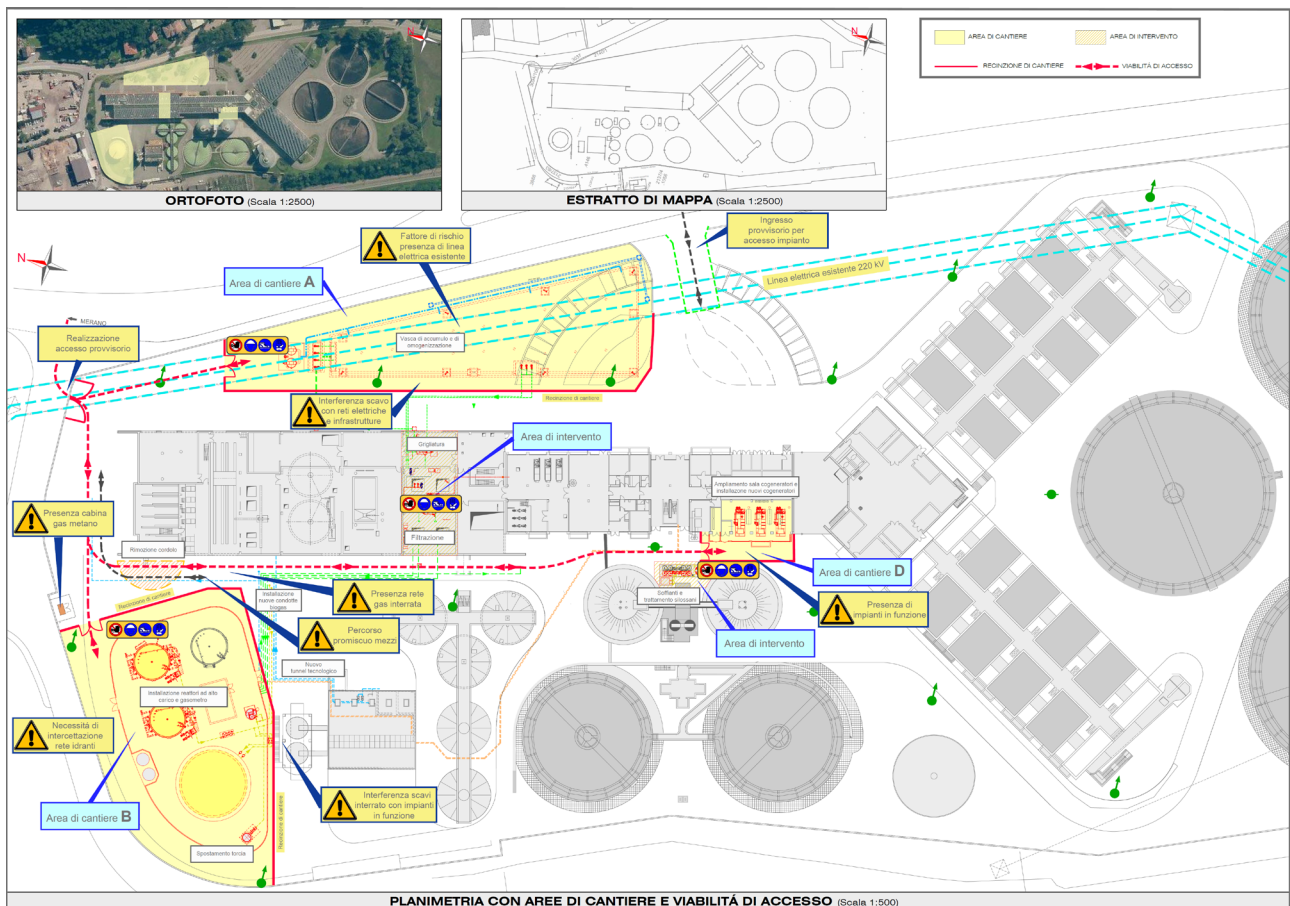 N
ORTOFOTO (Scala 1:2500)
N
ESTRATTO DI MAPPA (Scala 1:2500)
AREA DI CANTIERE
AREA DI INTERVENTO
RECINZIONE DI CANTIERE
VIABILITÀ DI ACCESSO
N
Fattore di rischio
presenza di linea
elettrica esistente
Ingresso
provvisorio per
accesso impianto
Area di cantiere A
Linea elettrica esistente 220 kV
MERANO
Realizzazione
accesso provvisorio
Vasca di accumulo e di
omogenizzazione
Interferenza scavo
con reti elettriche
e infrastrutture
Recinzione di cantiere
Grigliatura
Area di intervento
Ampliamento sala cogeneratori e
installazione nuovi cogeneratori
Presenza cabina
gas metano
Filtrazione
Rimozione cordolo
Area di cantiere D
Recinzione di cantiere
Installazione
nuove condotte
biogas
Presenza rete
gas interrata
Soffianti e
trattamento silossani
Presenza di
impianti in funzione
Percorso
promiscuo mezzi
Area di intervento
Nuovo
tunnel tecnologico
Installazione reattori ad alto
carico e gasometro
Necessità di
intercettazione
rete idranti
Interferenza scavi
interrato con impianti
in funzione
Area di cantiere B
Recinzione di cantiere
Spostamento torcia
PLANIMETRIA CON AREE DI CANTIERE E VIABILITÁ DI ACCESSO (Scala 1:500)